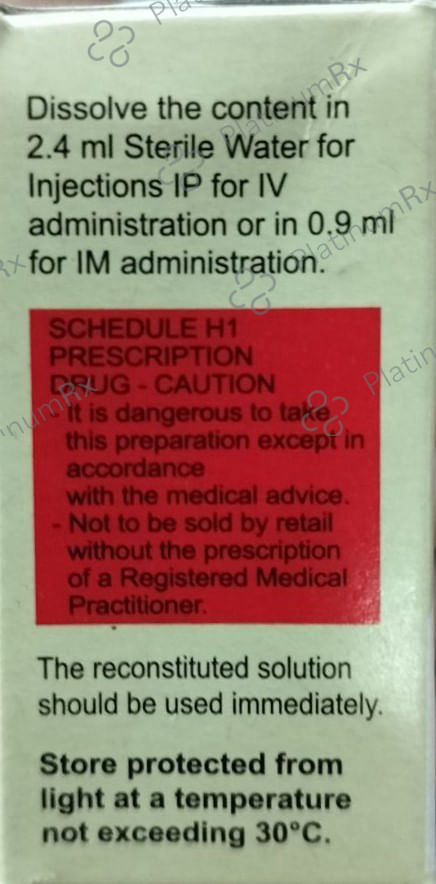 PlatinumRx
Dissolve the content in
2.4 ml Sterile Water for
Injections IP for IV
administration or in 0.9 ml
for IM administration.
SCHEDULE H1
PRESCRIPTION
DRUG - CAUTION
- It is dangerous to take
this preparation except in
accordance
with the medical advice.
- Not to be sold by retail
without the prescription
of a Registered Medical
Practitioner.
The reconstituted solution
should be used immediately.
Store protected from
light at a temperature
not exceeding 30°C.